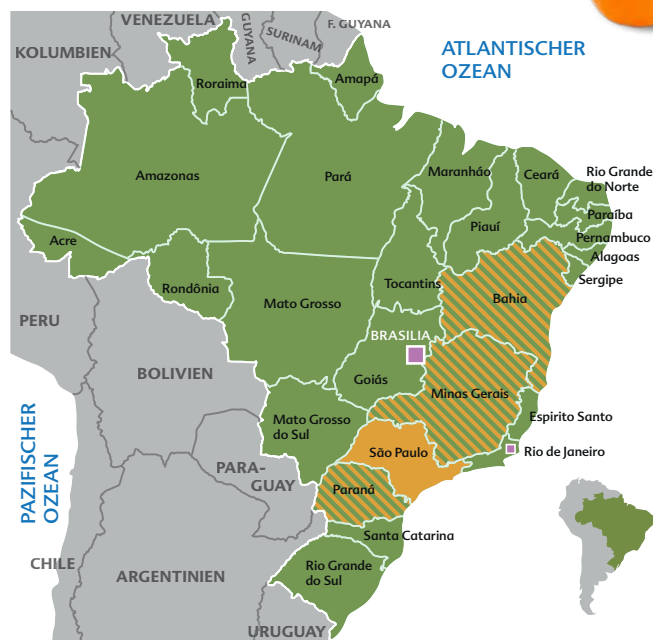 VENEZUELA
F. GUYANA
GUYANA
SURINAM
KOLUMBIEN
ATLANTISCHER
OZEAN
Roraima
Amapá
Amazonas
Pará
Maranháo
Ceará
Rio Grande
do Norte
Paraíba
Piauí
Pernambuco
Alagoas
Sergipe
Acre
Rondônia
Tocantins
Mato Grosso
Bahia
PERU
BRASILIA
BOLIVIEN
Goiás
Minas Gerais
Mato Grosso
do Sul
Espirito Santo
São Paulo
Rio de Janeiro
PAZIFISCHER
OZEAN
PARA-
GUAY
Paraná
Santa Catarina
CHILE
ARGENTINIEN
Rio Grande
do Sul
URUGUAY